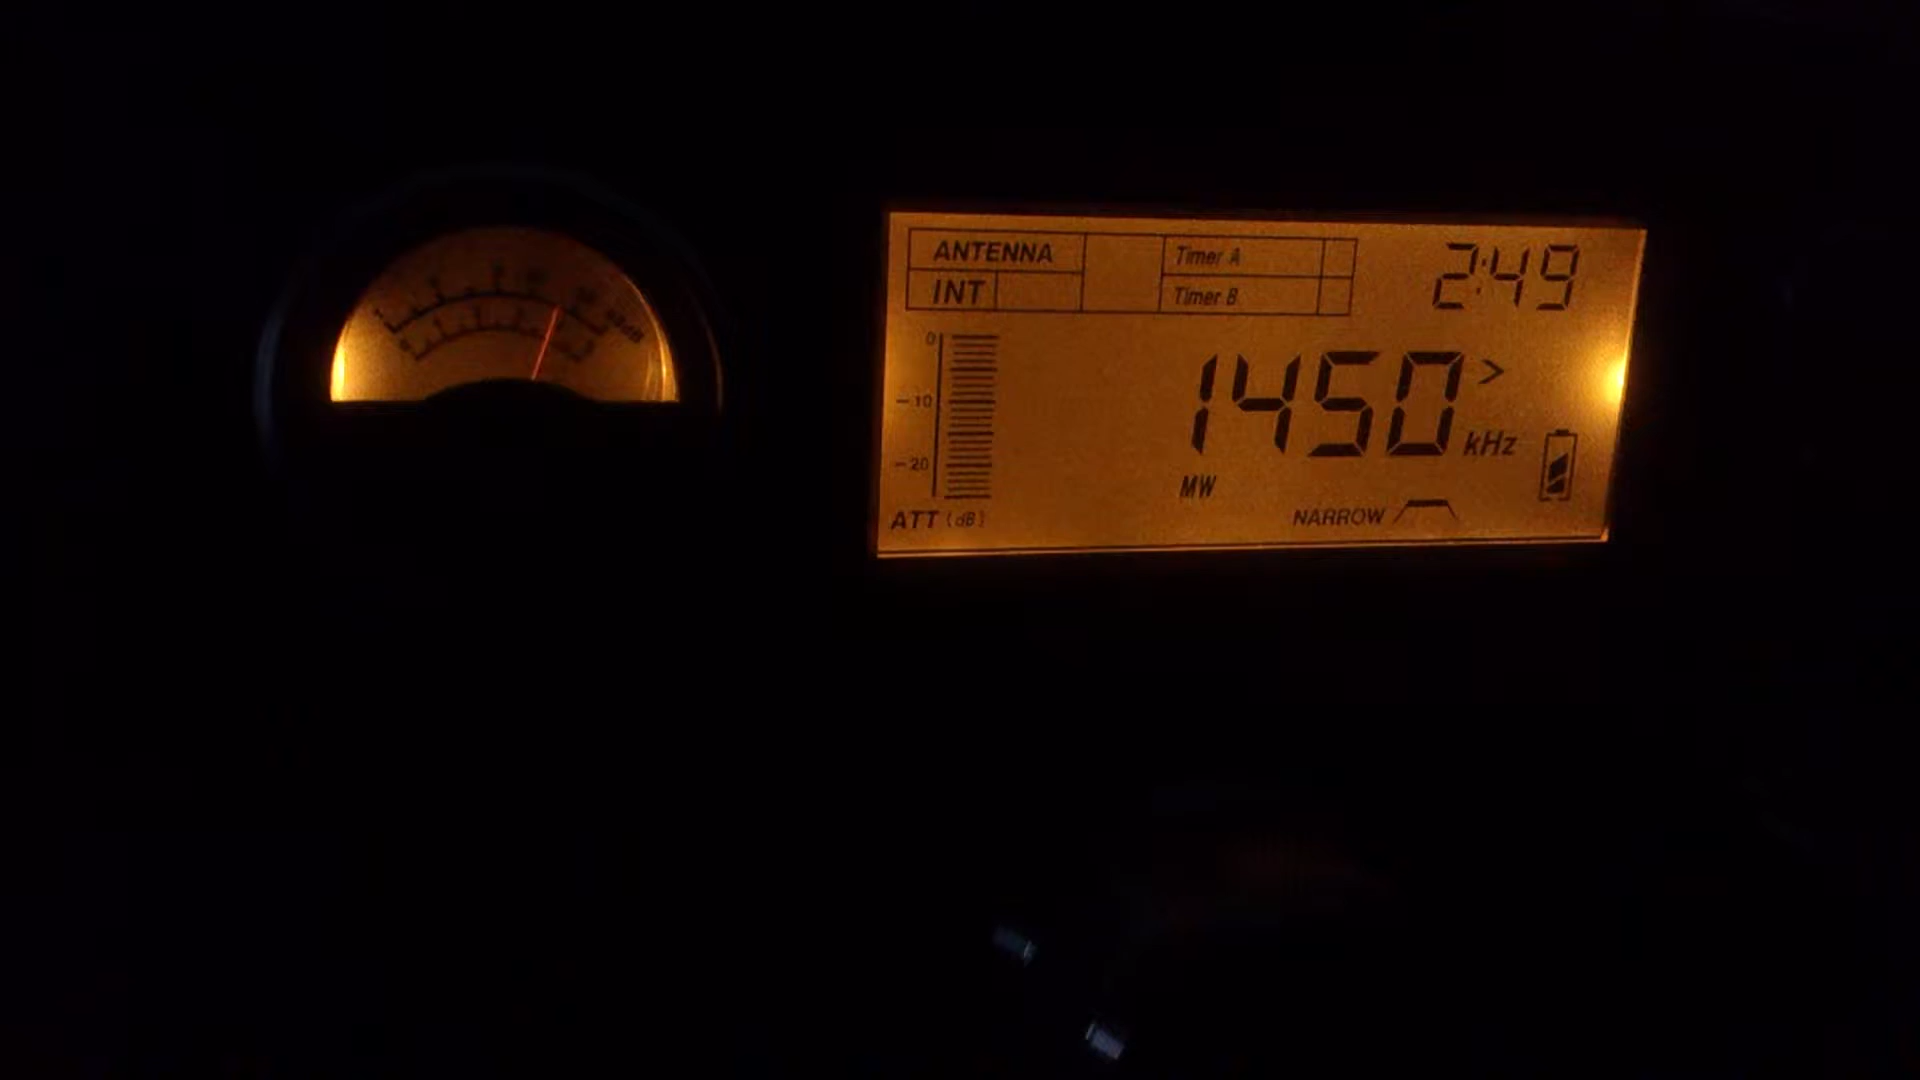 ANTENNA
Timer A
2:49
INT
Timer B
0
1450 >
-10
kHz
-20
MW
ATT (dB)
NARROW